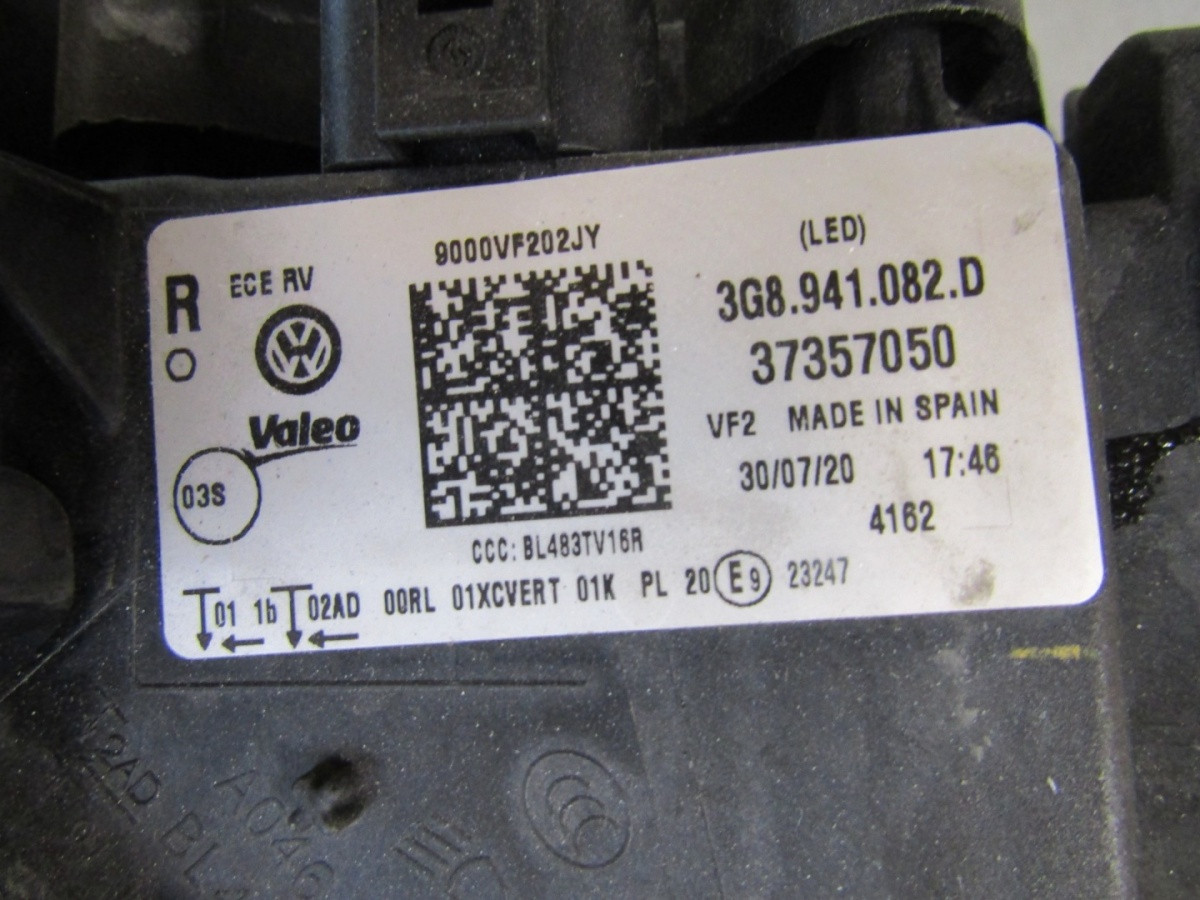 9000VF202JY
(LED)
R ECE RV
3G8.941.082.D
37357050
Valeo
VF2 MADE IN SPAIN
03S
30/07/20 17:46
4162
CCC: BL483TV16R
01 1b 02AD 00RL 01XCVERT 01K PL 20 E9 23247